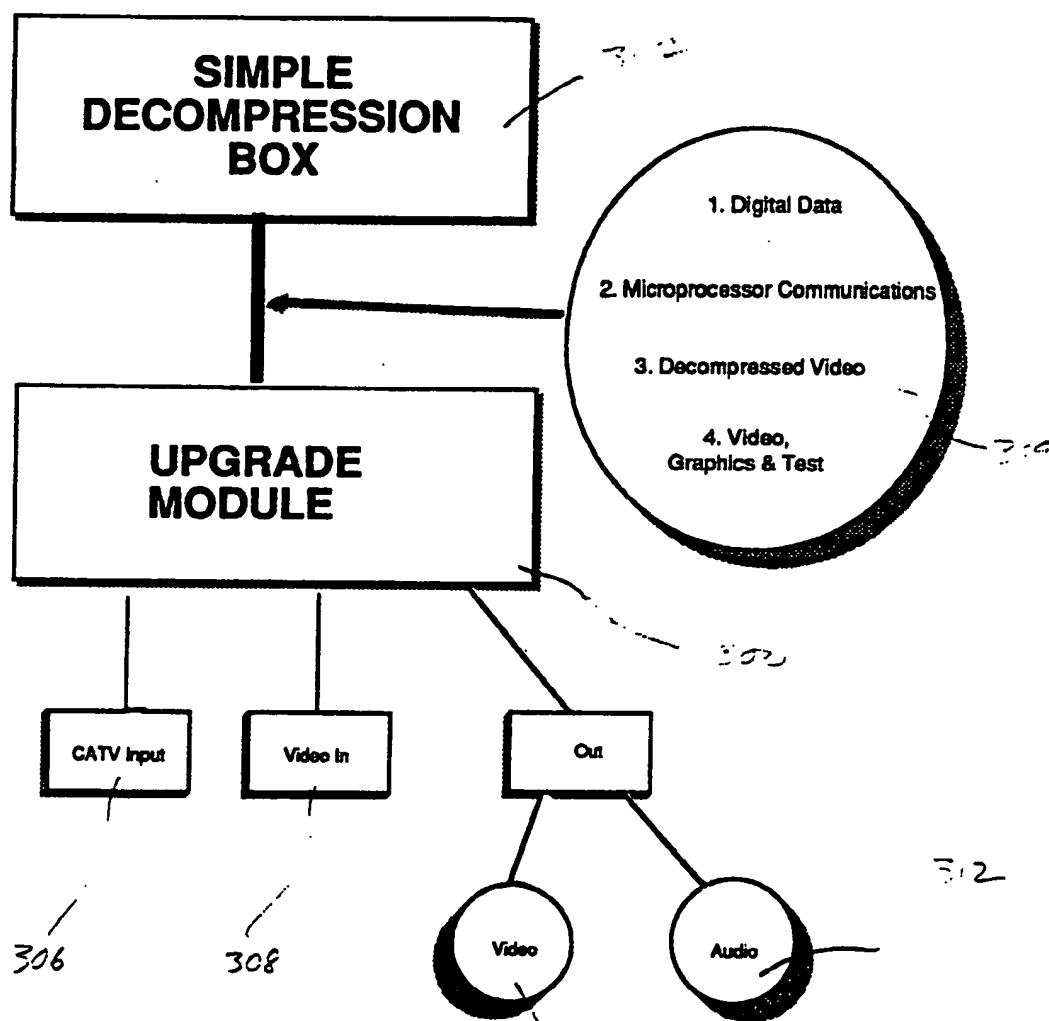 SIMPLE
DECOMPRESSION
BOX
1. Digital Data
2. Microprocessor Communications
3. Decompressed Video
4. Video,
Graphics & Test
UPGRADE
MODULE
CATV Input
Video In
Out
312
306
308
Video
Audio